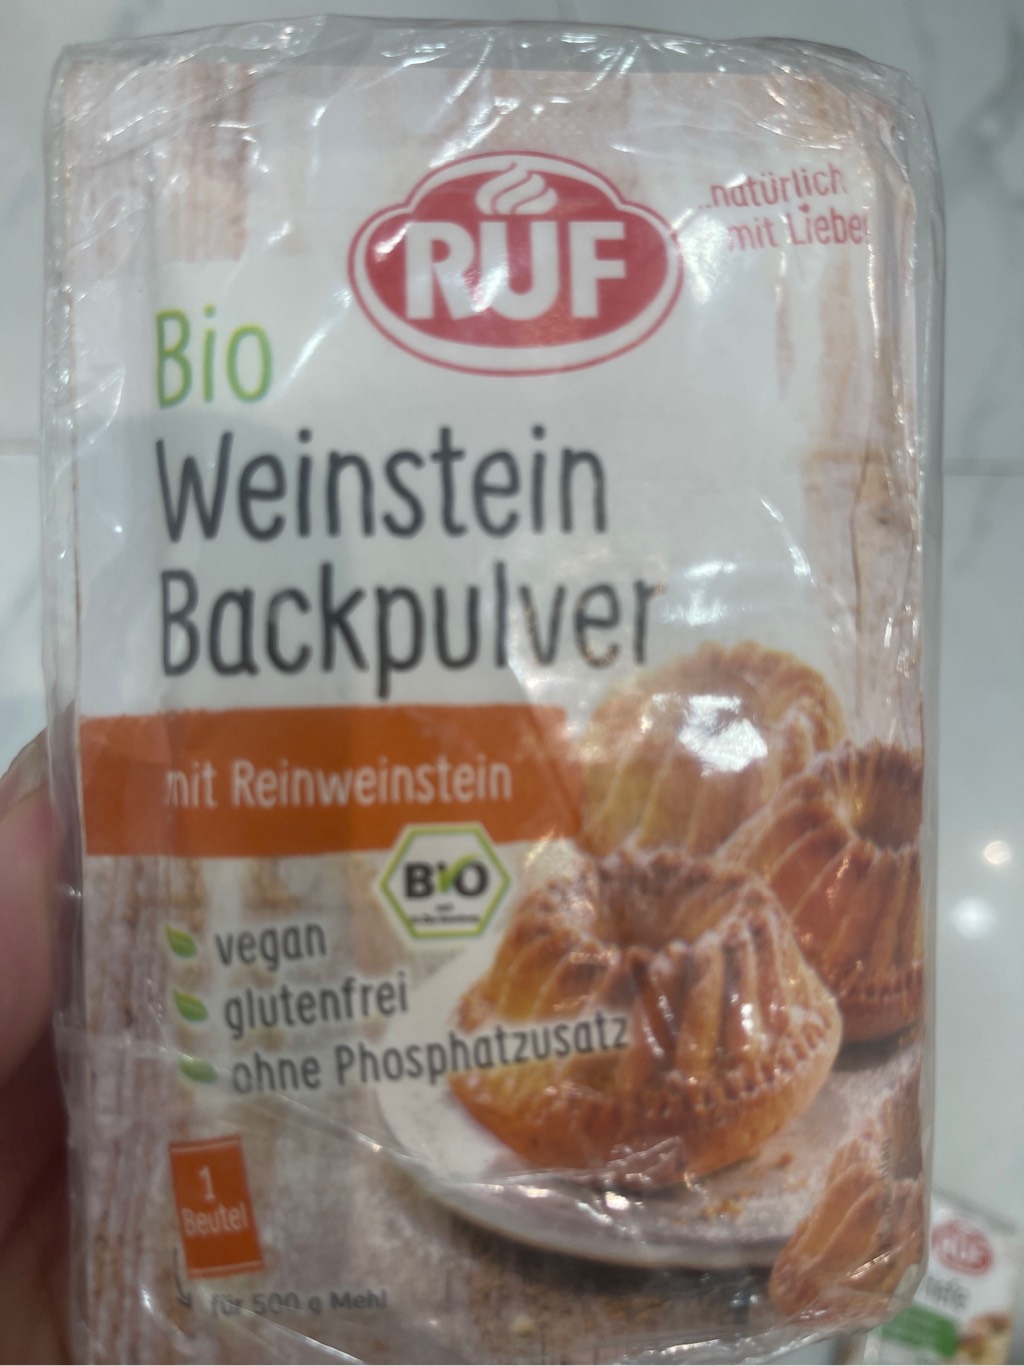 RUF
...natürlich
mit Liebe!
Bio
Weinstein
Backpulver
mit Reinweinstein
BiO
vegan
glutenfrei
ohne Phosphatzusatz
1
Beutel
für 500 g Mehl
RUF